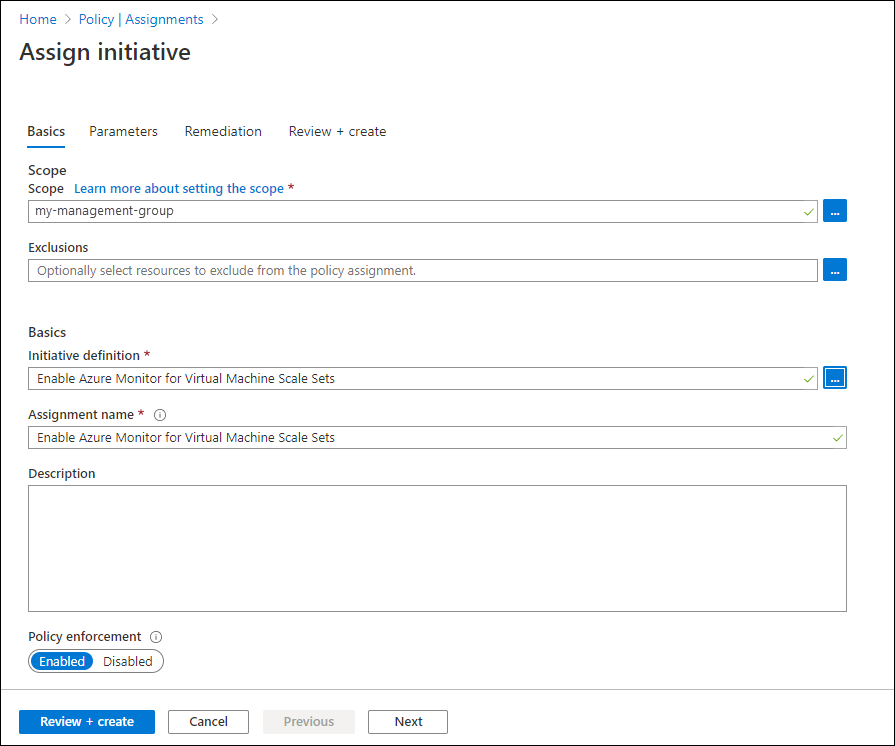 Home > Policy | Assignments >
Assign initiative
Basics Parameters Remediation Review + create
Scope
Scope Learn more about setting the scope *
my-management-group
...
Exclusions
Optionally select resources to exclude from the policy assignment.
...
Basics
Initiative definition *
Enable Azure Monitor for Virtual Machine Scale Sets
...
Assignment name *
Enable Azure Monitor for Virtual Machine Scale Sets
Description
Policy enforcement
Enabled Disabled
Review + create Cancel Previous Next